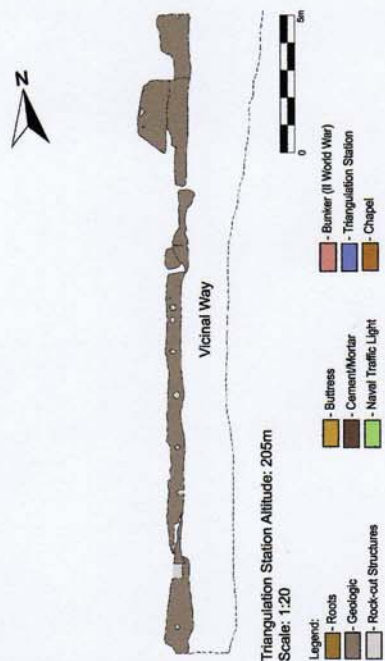 N
Vicinal Way
0
5m
Triangulation Station Altitude: 205m
Scale: 1:20
Legend:
- Roots
- Geologic
- Rock-cut Structures
- Buttress
- Cement/Mortar
- Naval Traffic Light
- Bunker (II World War)
- Triangulation Station
- Chapel